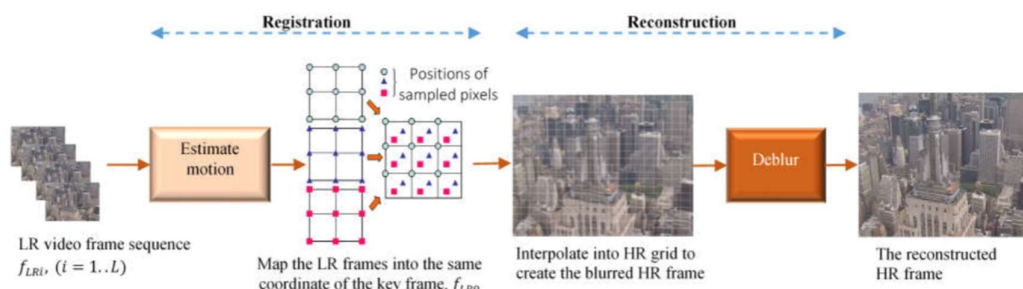 Registration
Reconstruction
Positions of
sampled pixels
Estimate
motion
Deblur
LR video frame sequence
f_LRi, (i = 1..L)
Map the LR frames into the same
coordinate of the key frame, f_LR0
Interpolate into HR grid to
create the blurred HR frame
The reconstructed
HR frame